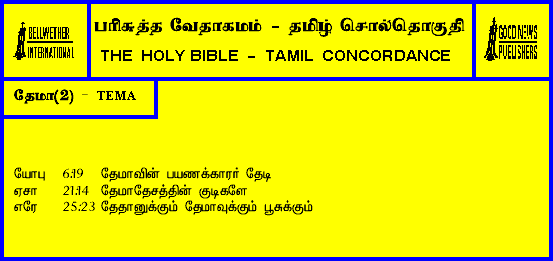 BELLWETHER INTERNATIONAL
பரிசுத்த வேதாகமம் - தமிழ் சொல்தொகுதி
THE HOLY BIBLE - TAMIL CONCORDANCE
GOOD NEWS PUBLISHERS
தேமா(2) - TEMA
யோபு 6:19 தேமாவின் பயணக்காரர் தேடி
ஏசா 21:14 தேமாதேசத்தின் குடிகளே
எரே 25:23 தேதானுக்கும் தேமாவுக்கும் பூசுக்கும்